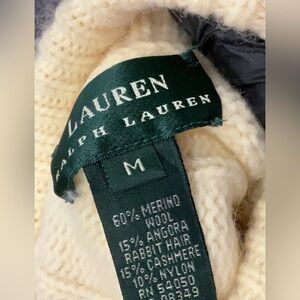 LAUREN
RALPH LAUREN
M
60% MERINO
WOOL
15% ANGORA
RABBIT HAIR
15% CASHMERE
10% NYLON
RN 54050